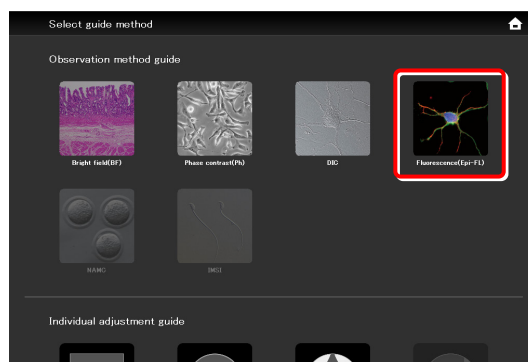 Select guide method
Observation method guide
Bright field(BF)
Phase contrast(Ph)
DIC
Fluorescence(Epi-FL)
NAMC
IMSI
Individual adjustment guide